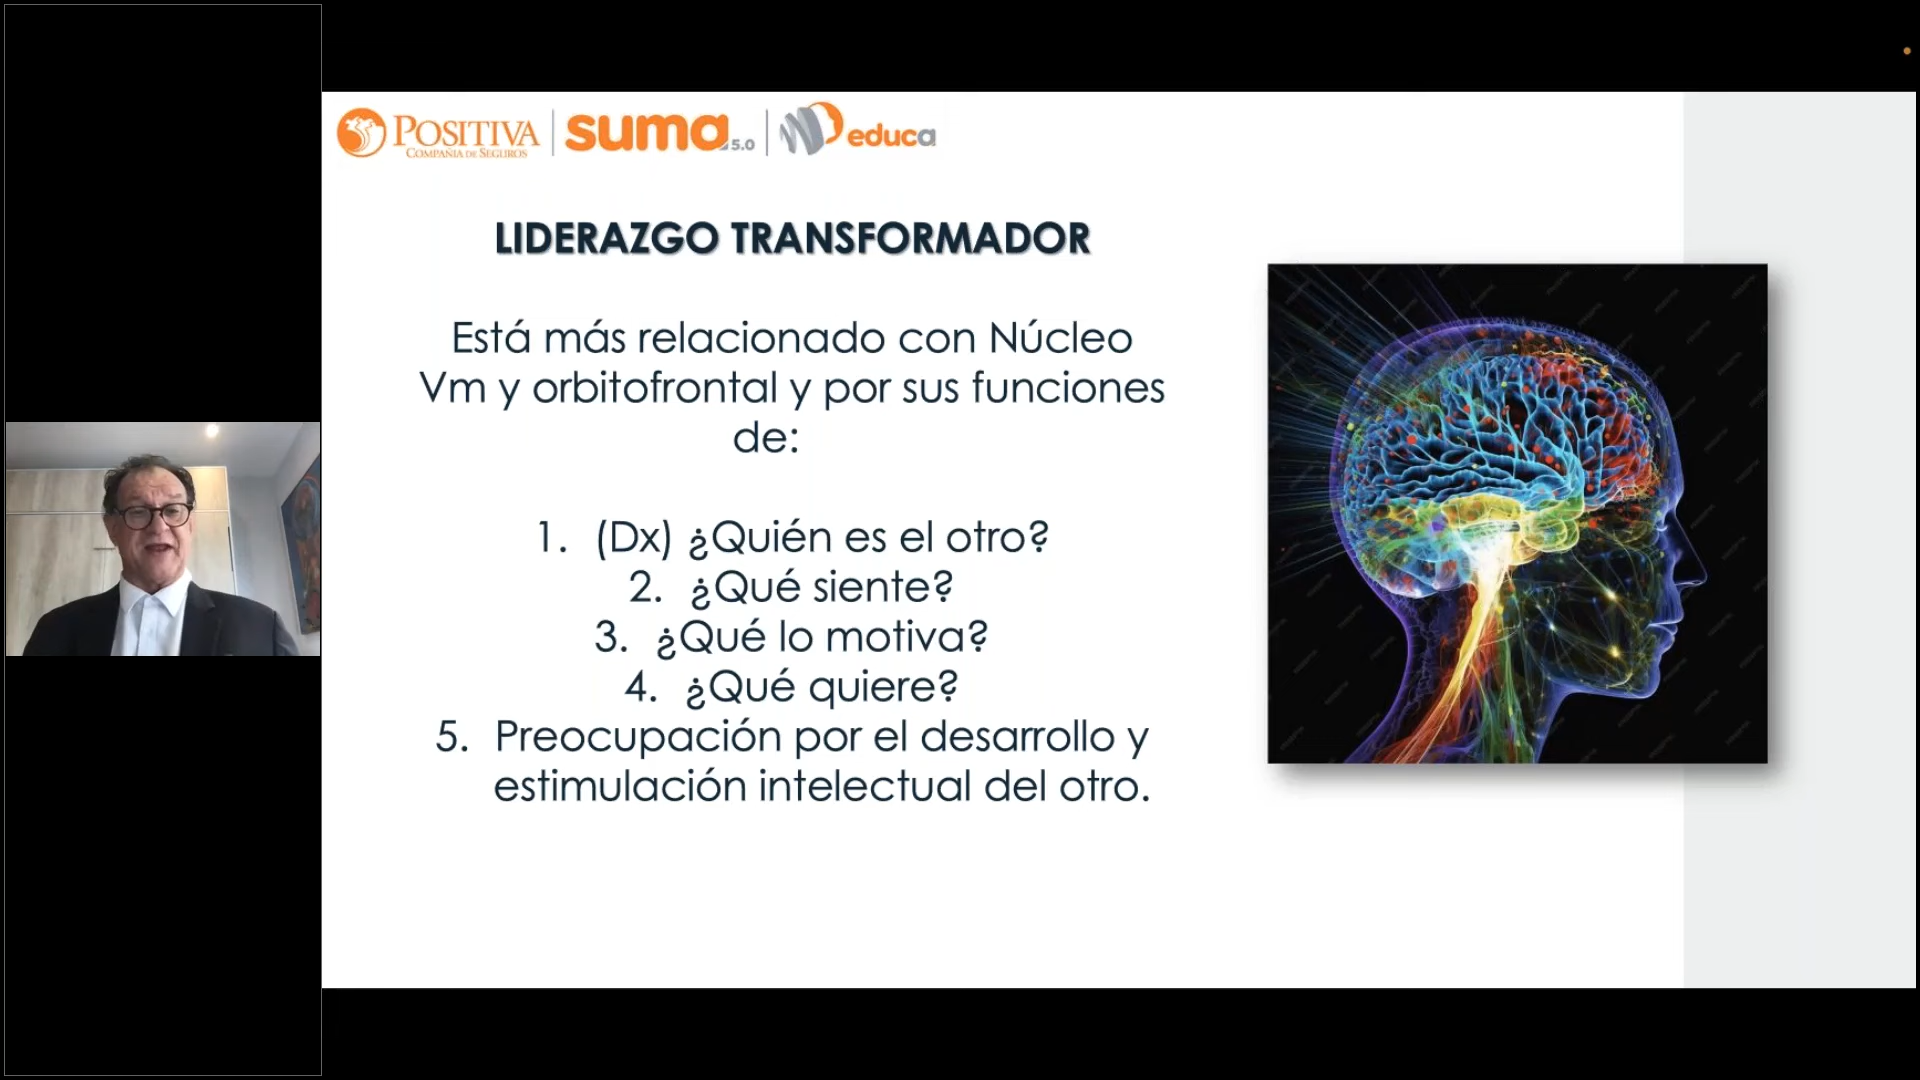 POSITIVA
COMPAÑIA DE SEGUROS
suma 5.0
educa
LIDERAZGO TRANSFORMADOR
Está más relacionado con Núcleo
Vm y orbitofrontal y por sus funciones
de:
1. (Dx) ¿Quién es el otro?
2. ¿Qué siente?
3. ¿Qué lo motiva?
4. ¿Qué quiere?
5. Preocupación por el desarrollo y
estimulación intelectual del otro.